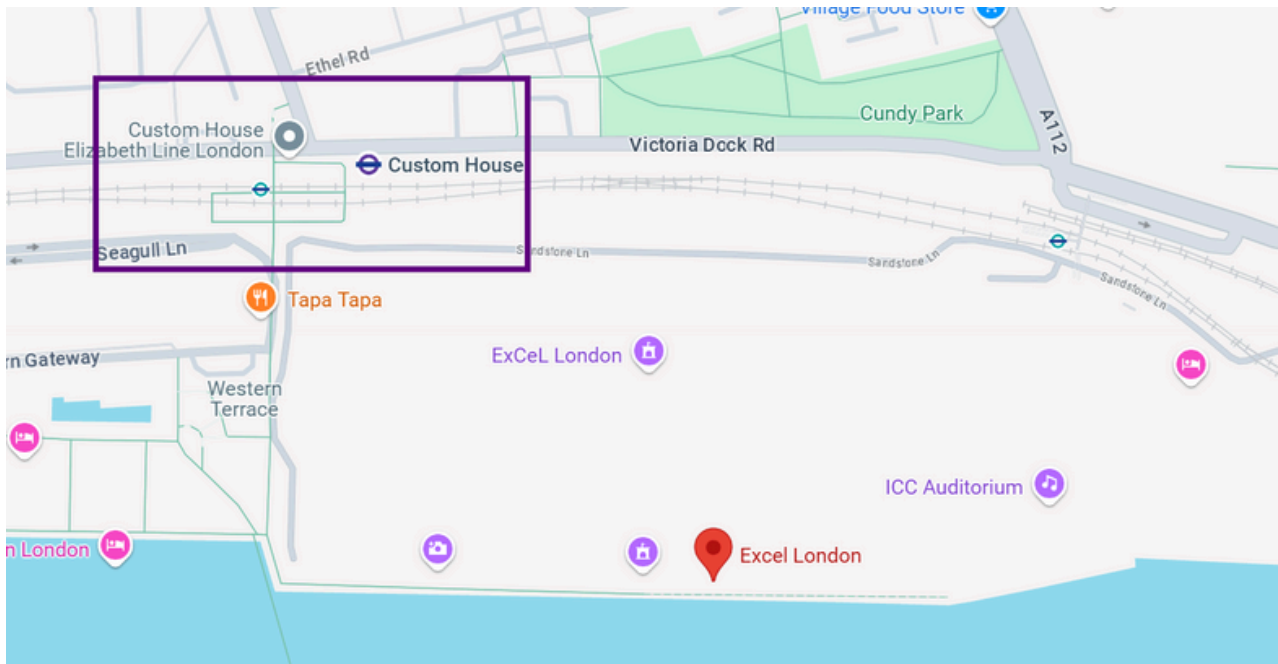 Village Food Store
Ethel Rd
Cundy Park
A112
Custom House
Elizabeth Line London
Victoria Dock Rd
Custom House
Seagull Ln
Sandstone Ln
Sandstone Ln
Sandstone Ln
Tapa Tapa
ExCeL London
rn Gateway
Western
Terrace
ICC Auditorium
n London
Excel London